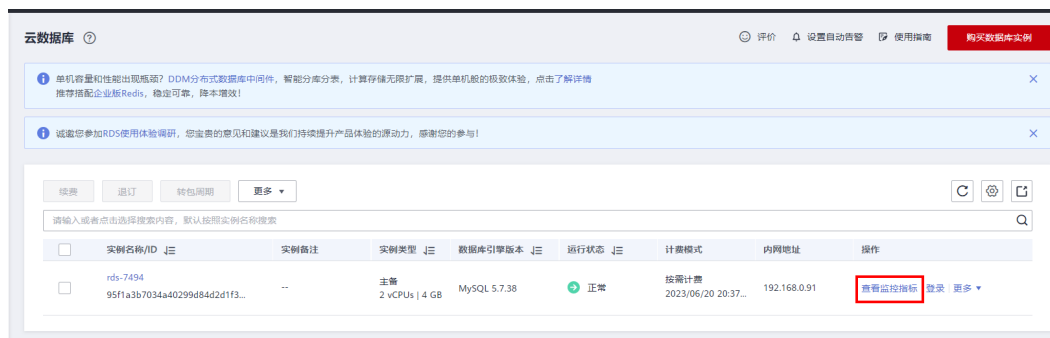 云数据库
评价 设置自动告警 使用指南 购买数据库实例
单机容量和性能出现瓶颈？DDM分布式数据库中间件，智能分库分表，计算存储无限扩展，提供单机般的极致体验，点击了解详情
推荐搭配企业版Redis，稳定可靠，降本增效！
诚邀您参加RDS使用体验调研，您宝贵的意见和建议是我们持续提升产品体验的源动力，感谢您的参与！
续费 退订 转包周期 更多
请输入或者点击选择搜索内容，默认按照实例名称搜索
实例名称/ID 实例备注 实例类型 数据库引擎版本 运行状态 计费模式 内网地址 操作
rds-7494
95f1a3b7034a40299d84d2d1f3...
--
主备
2 vCPUs | 4 GB
MySQL 5.7.38
正常
按需计费
2023/06/20 20:37...
192.168.0.91
查看监控指标 登录 更多